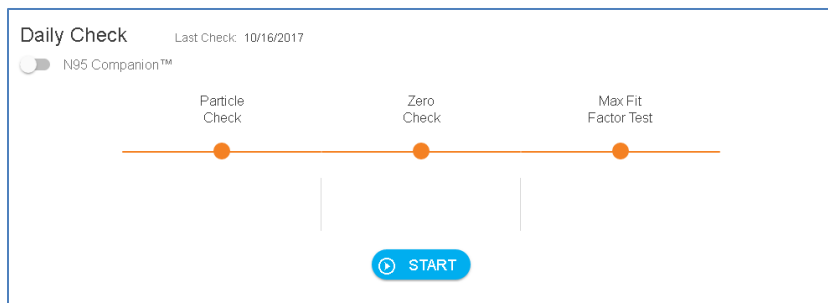 Daily Check Last Check: 10/16/2017
N95 Companion™
Particle Check
Zero Check
Max Fit Factor Test
START